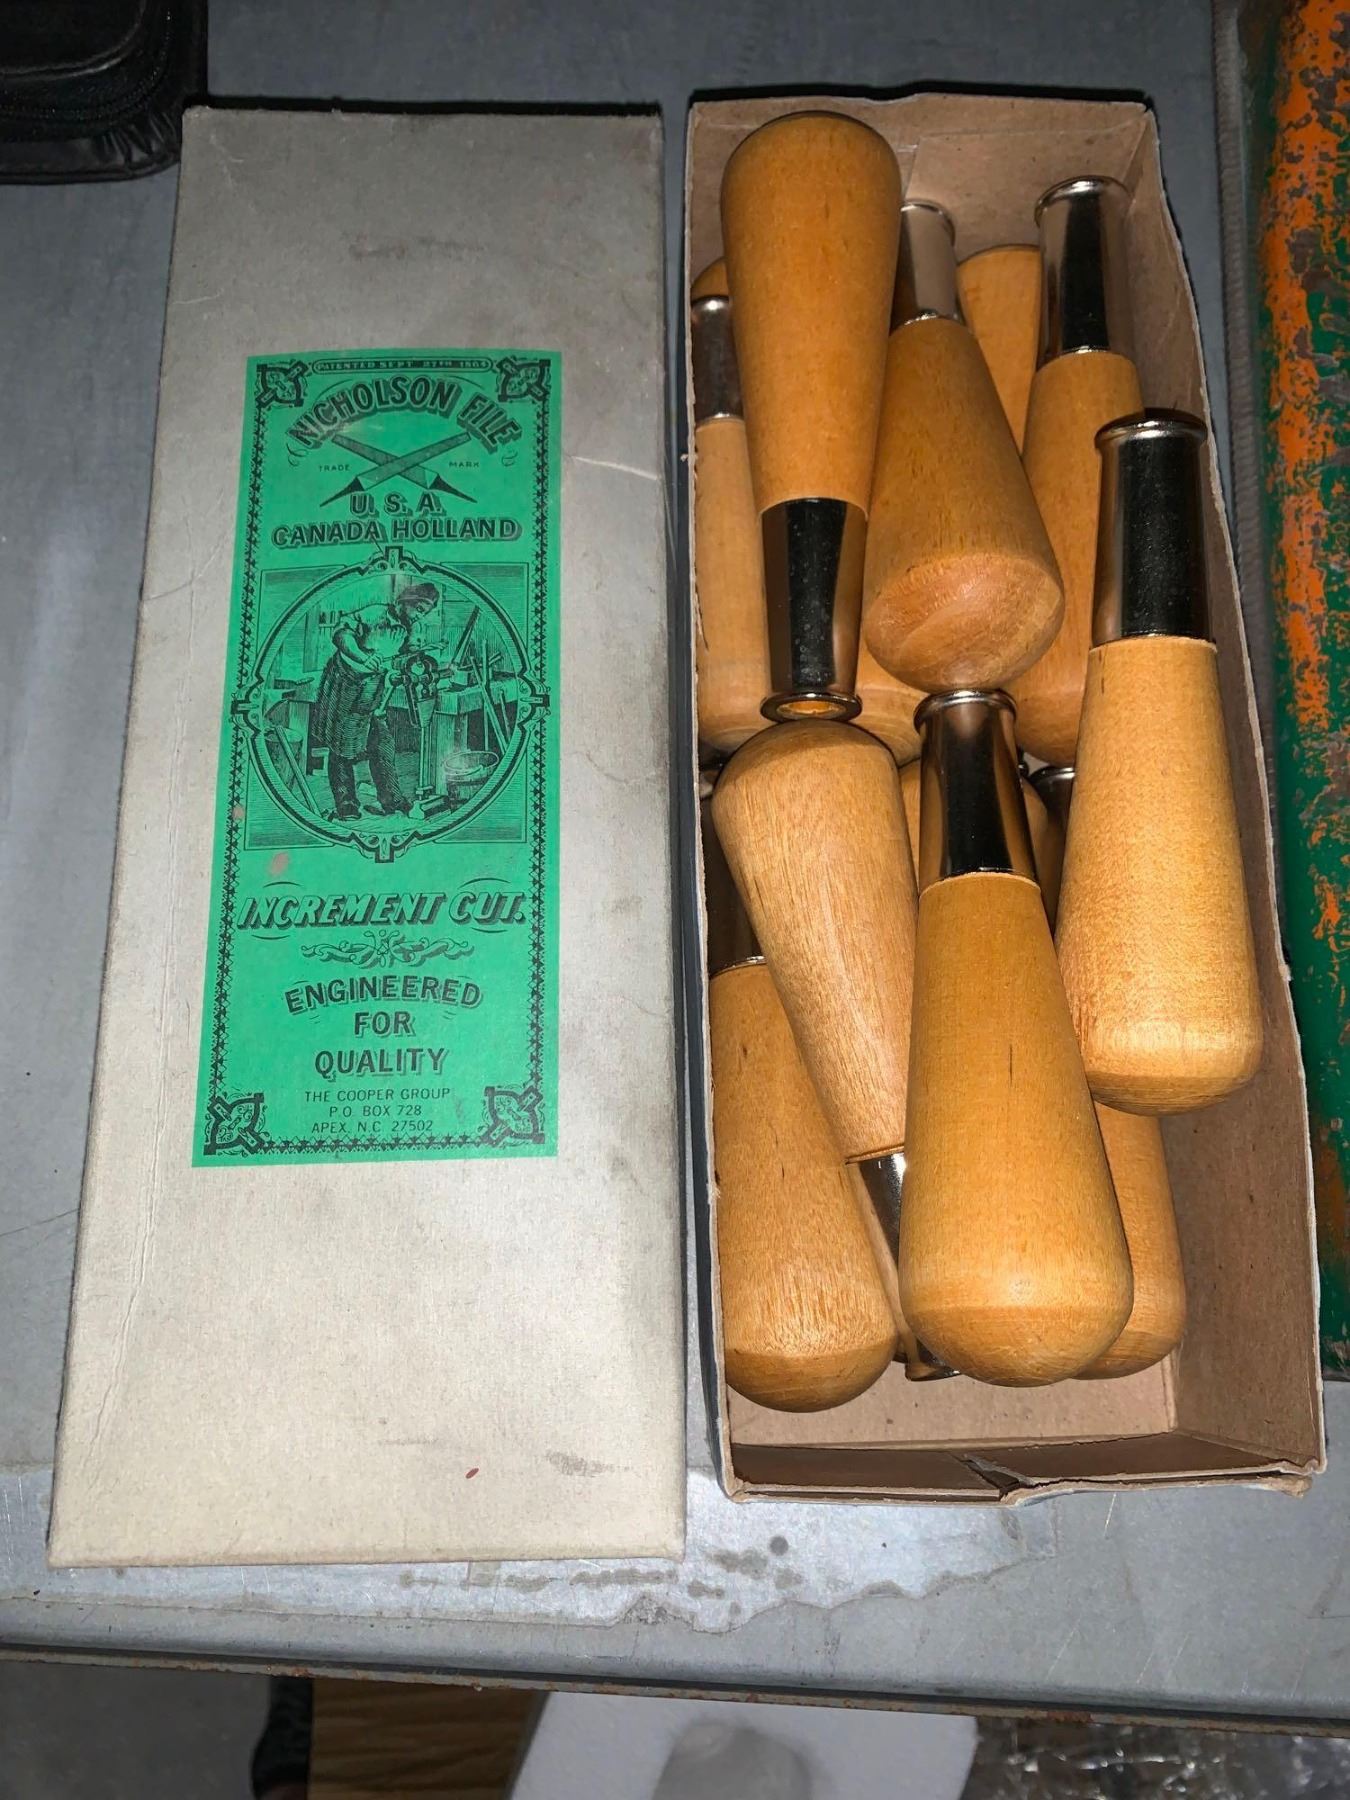 PATENTED SEPT. 27TH. 1864
NICHOLSON FILE
TRADE MARK
U.S.A.
CANADA HOLLAND
INCREMENT CUT.
ENGINEERED
FOR
QUALITY
THE COOPER GROUP
P.O. BOX 728
APEX, N.C. 27502